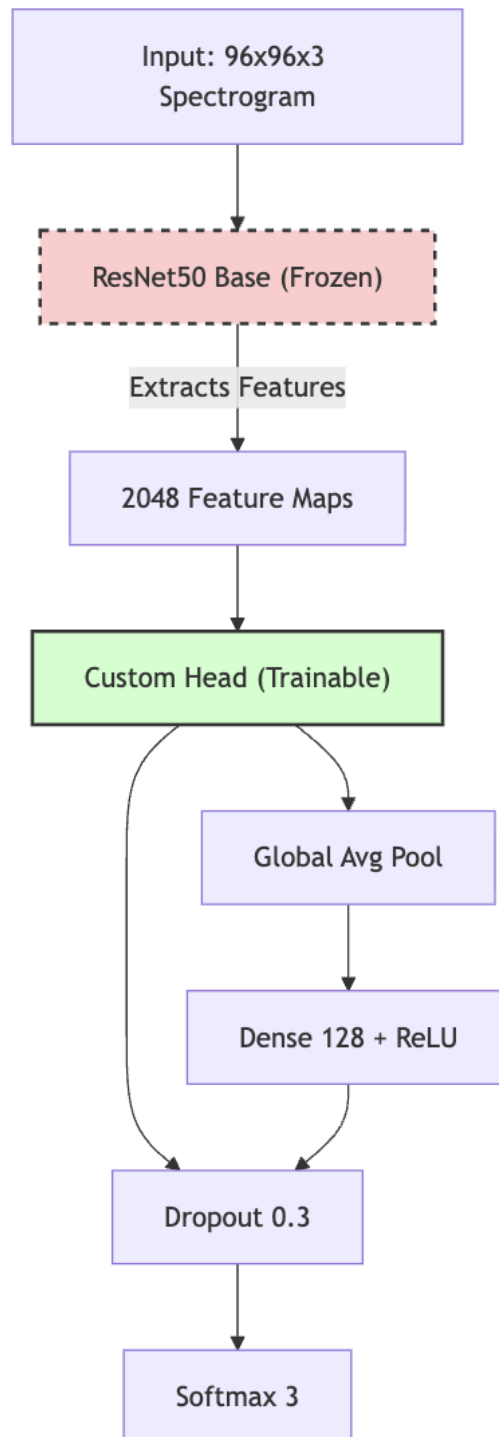 Input: 96x96x3
Spectrogram
ResNet50 Base (Frozen)
Extracts Features
2048 Feature Maps
Custom Head (Trainable)
Global Avg Pool
Dense 128 + ReLU
Dropout 0.3
Softmax 3